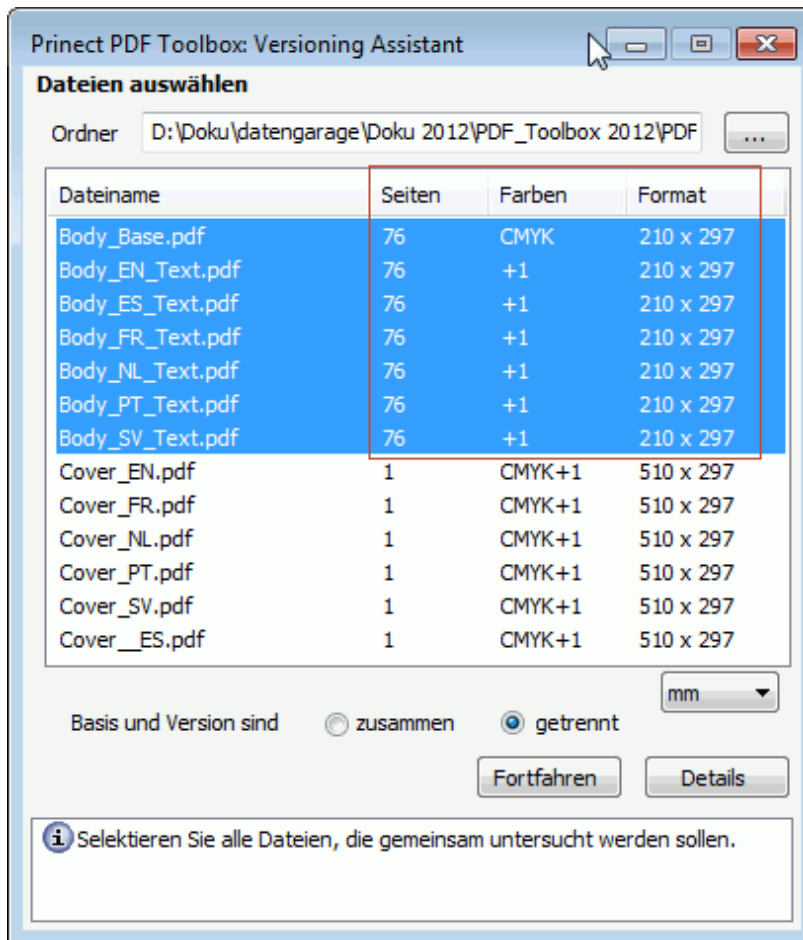 Prinect PDF Toolbox: Versioning Assistant
Dateien auswählen
Ordner D:\Doku\datengarage\Doku 2012\PDF_Toolbox 2012\PDF ...
Dateiname Seiten Farben Format
Body_Base.pdf 76 CMYK 210 x 297
Body_EN_Text.pdf 76 +1 210 x 297
Body_ES_Text.pdf 76 +1 210 x 297
Body_FR_Text.pdf 76 +1 210 x 297
Body_NL_Text.pdf 76 +1 210 x 297
Body_PT_Text.pdf 76 +1 210 x 297
Body_SV_Text.pdf 76 +1 210 x 297
Cover_EN.pdf 1 CMYK+1 510 x 297
Cover_FR.pdf 1 CMYK+1 510 x 297
Cover_NL.pdf 1 CMYK+1 510 x 297
Cover_PT.pdf 1 CMYK+1 510 x 297
Cover_SV.pdf 1 CMYK+1 510 x 297
Cover__ES.pdf 1 CMYK+1 510 x 297
mm
Basis und Version sind zusammen getrennt
Fortfahren Details
Selektieren Sie alle Dateien, die gemeinsam untersucht werden sollen.